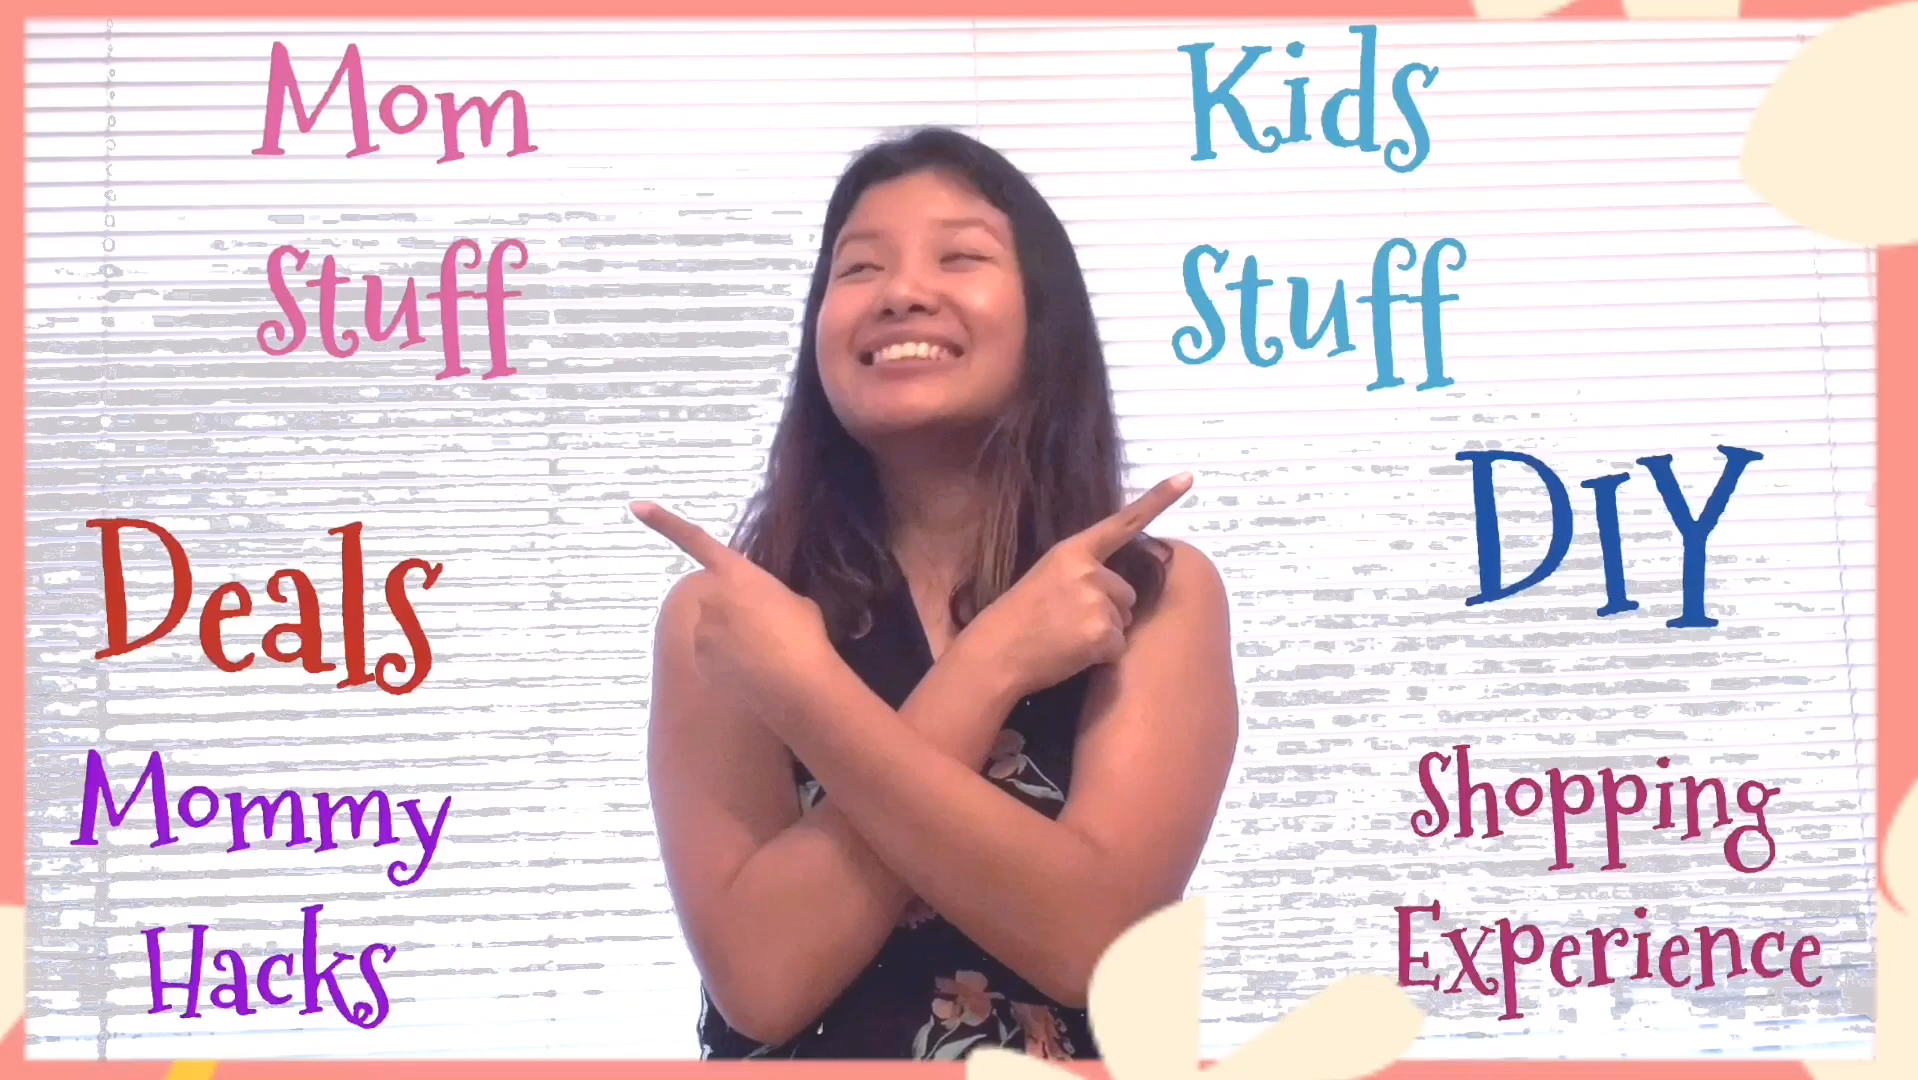 Mom
Stuff
Kids
Stuff
Deals
DIY
Mommy
Hacks
Shopping
Experience